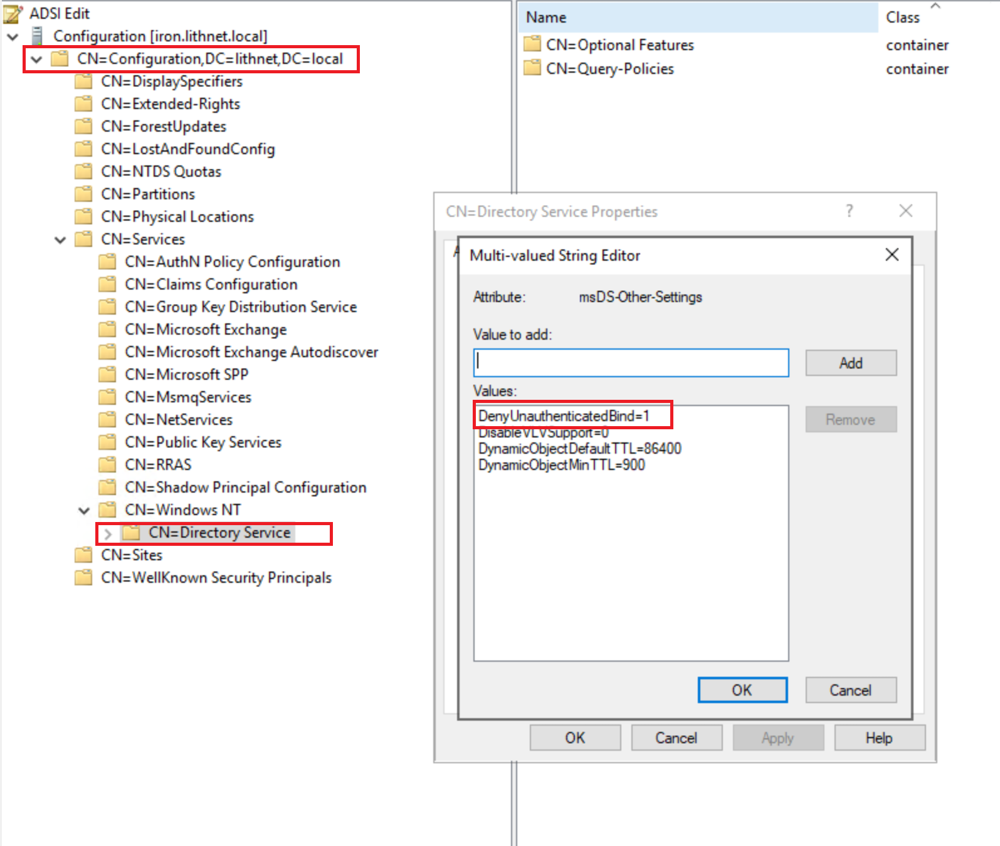 ADSI Edit
Configuration [iron.lithnet.local]
CN=Configuration,DC=lithnet,DC=local
CN=DisplaySpecifiers
CN=Extended-Rights
CN=ForestUpdates
CN=LostAndFoundConfig
CN=NTDS Quotas
CN=Partitions
CN=Physical Locations
CN=Services
CN=AuthN Policy Configuration
CN=Claims Configuration
CN=Group Key Distribution Service
CN=Microsoft Exchange
CN=Microsoft Exchange Autodiscover
CN=Microsoft SPP
CN=MsmqServices
CN=NetServices
CN=Public Key Services
CN=RRAS
CN=Shadow Principal Configuration
CN=Windows NT
CN=Directory Service
CN=Sites
CN=WellKnown Security Principals
Name Class
CN=Optional Features container
CN=Query-Policies container
CN=Directory Service Properties ?
Multi-valued String Editor
Attribute: msDS-Other-Settings
Value to add:
Add
Values:
DenyUnauthenticatedBind=1
DisableVLVSupport=0
DynamicObjectDefaultTTL=86400
DynamicObjectMinTTL=900
Remove
OK Cancel
OK Cancel Apply Help